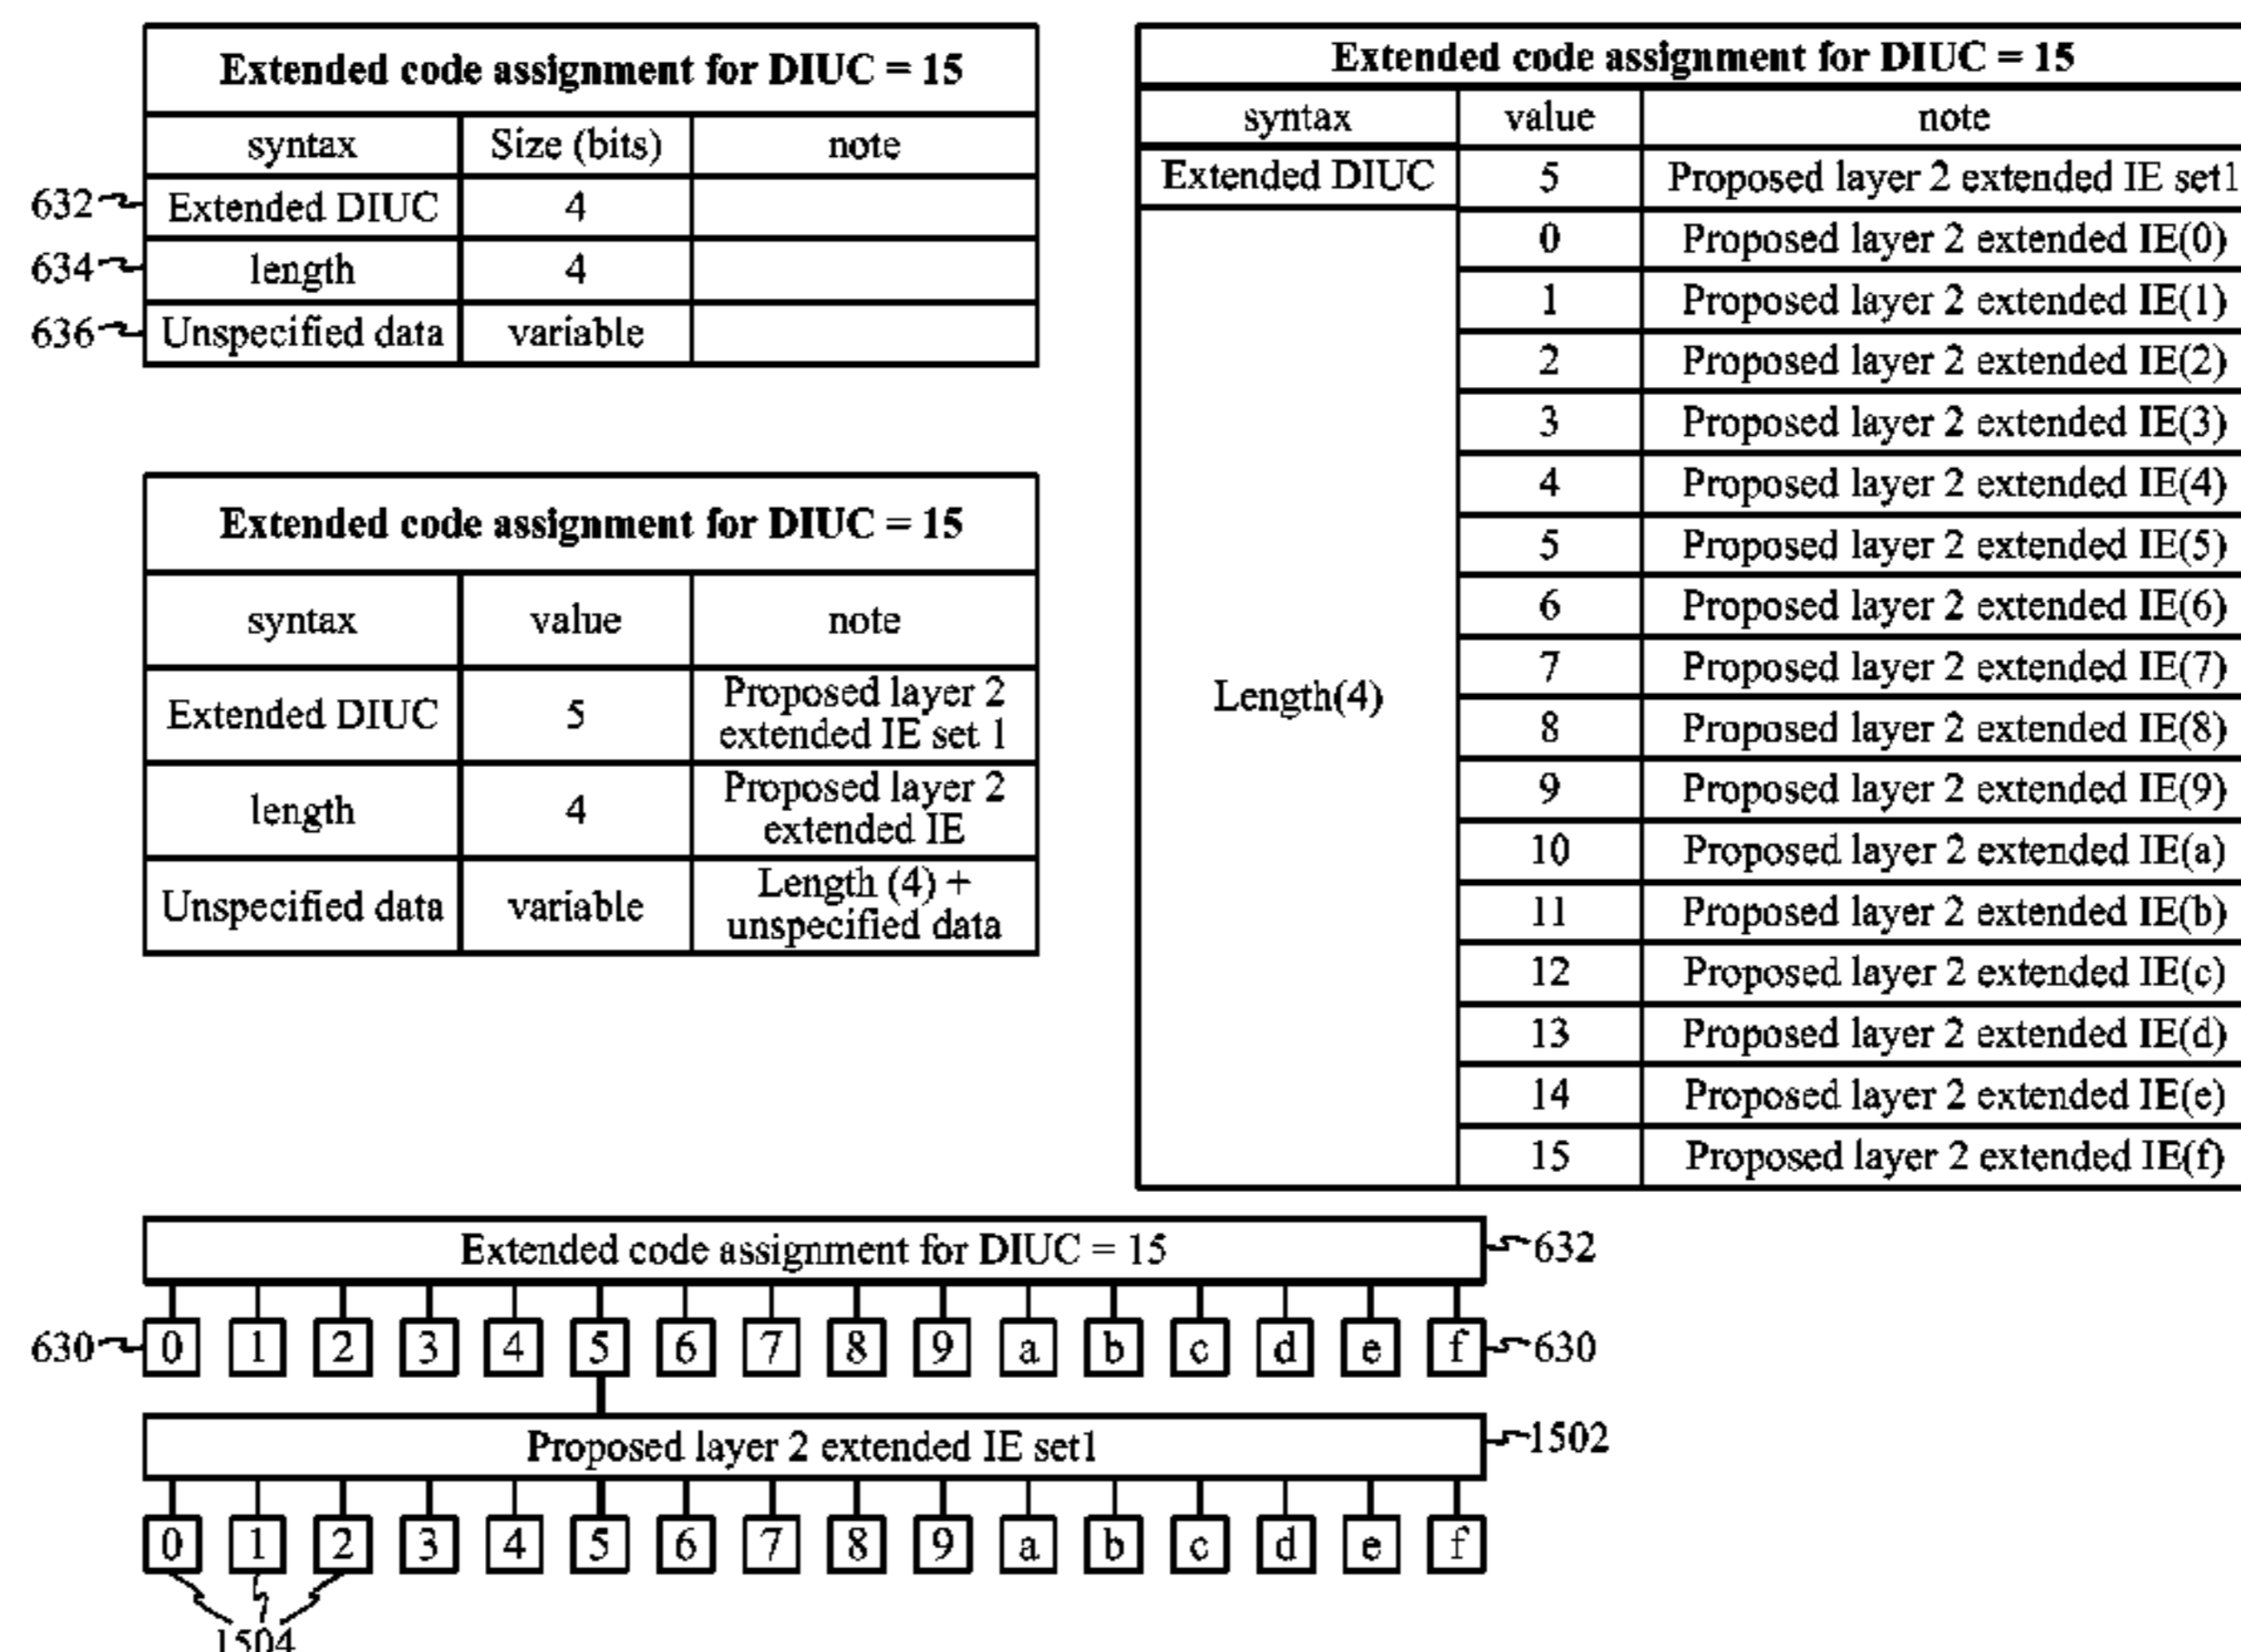 Extended code assignment for DIUC = 15
syntax Size (bits) note
632 Extended DIUC 4
634 length 4
636 Unspecified data variable
Extended code assignment for DIUC = 15
syntax value note
Extended DIUC 5 Proposed layer 2
extended IE set 1
length 4 Proposed layer 2
extended IE
Unspecified data variable Length (4) +
unspecified data
Extended code assignment for DIUC = 15
syntax value note
Extended DIUC 5 Proposed layer 2 extended IE set1
0 Proposed layer 2 extended IE(0)
1 Proposed layer 2 extended IE(1)
2 Proposed layer 2 extended IE(2)
3 Proposed layer 2 extended IE(3)
4 Proposed layer 2 extended IE(4)
5 Proposed layer 2 extended IE(5)
6 Proposed layer 2 extended IE(6)
Length(4) 7 Proposed layer 2 extended IE(7)
8 Proposed layer 2 extended IE(8)
9 Proposed layer 2 extended IE(9)
10 Proposed layer 2 extended IE(a)
11 Proposed layer 2 extended IE(b)
12 Proposed layer 2 extended IE(c)
13 Proposed layer 2 extended IE(d)
14 Proposed layer 2 extended IE(e)
15 Proposed layer 2 extended IE(f)
Extended code assignment for DIUC = 15 632
630 0 1 2 3 4 5 6 7 8 9 a b c d e f 630
Proposed layer 2 extended IE set1 1502
0 1 2 3 4 5 6 7 8 9 a b c d e f
1504